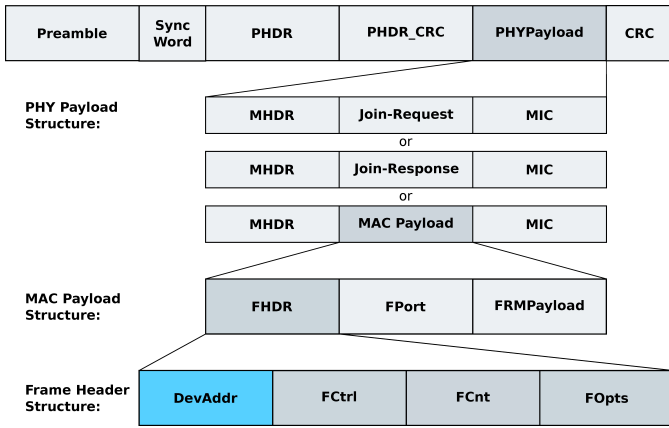 Preamble
Sync
Word
PHDR
PHDR_CRC
PHYPayload
CRC
PHY Payload
Structure:
MHDR
Join-Request
MIC
or
MHDR
Join-Response
MIC
or
MHDR
MAC Payload
MIC
MAC Payload
Structure:
FHDR
FPort
FRMPayload
Frame Header
Structure:
DevAddr
FCtrl
FCnt
FOpts